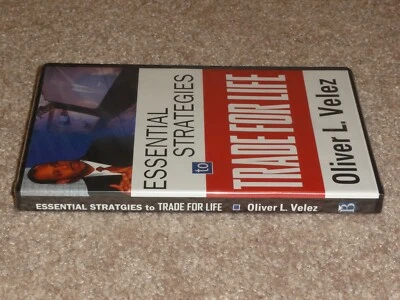 ESSENTIAL
STRATEGIES
to
TRADE FOR LIFE
Oliver L. Velez
ESSENTIAL STRATGIES to TRADE FOR LIFE Oliver L. Velez B